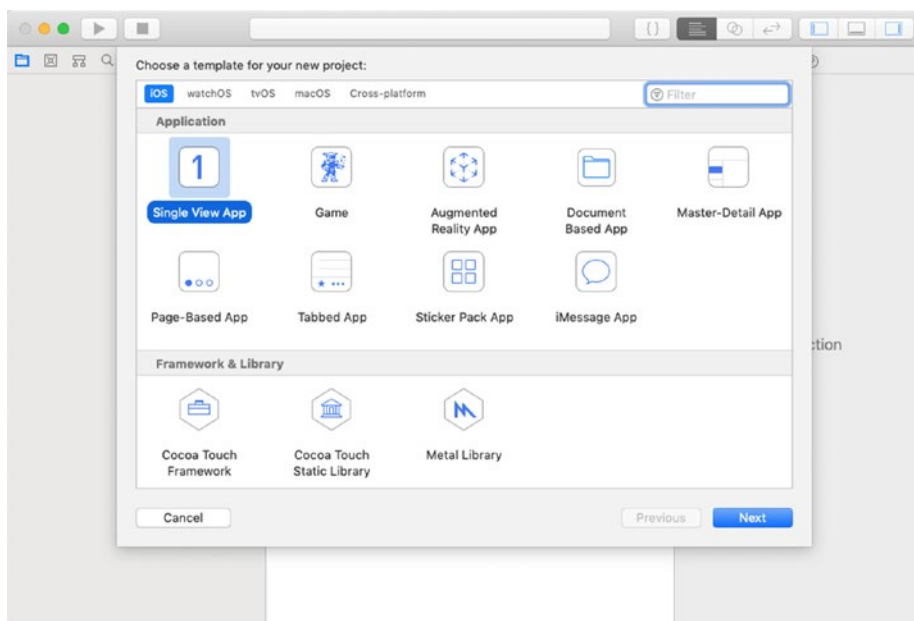 Choose a template for your new project:
iOS watchOS tvOS macOS Cross-platform Filter
Application
1
Single View App Game Augmented Reality App Document Based App Master-Detail App
Page-Based App Tabbed App Sticker Pack App iMessage App
ction
Framework & Library
Cocoa Touch Framework Cocoa Touch Static Library Metal Library
Cancel Previous Next